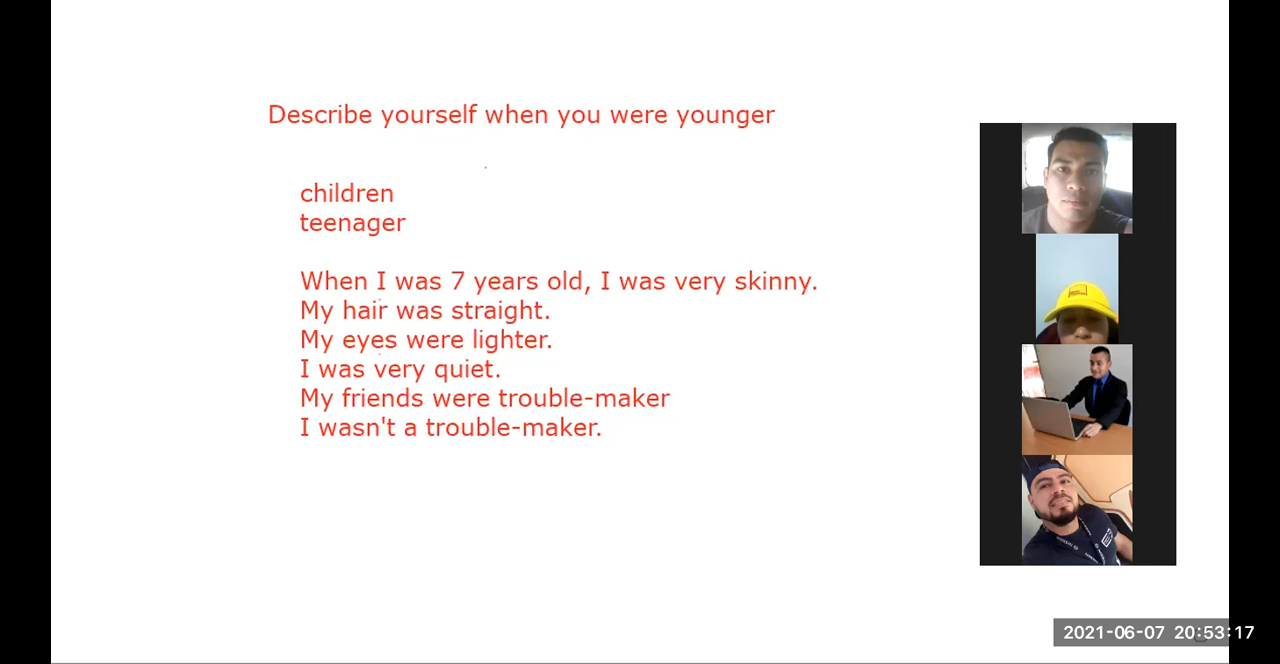 Describe yourself when you were younger
children
teenager
When I was 7 years old, I was very skinny.
My hair was straight.
My eyes were lighter.
I was very quiet.
My friends were trouble-maker
I wasn't a trouble-maker.
2021-06-07 20:53:17